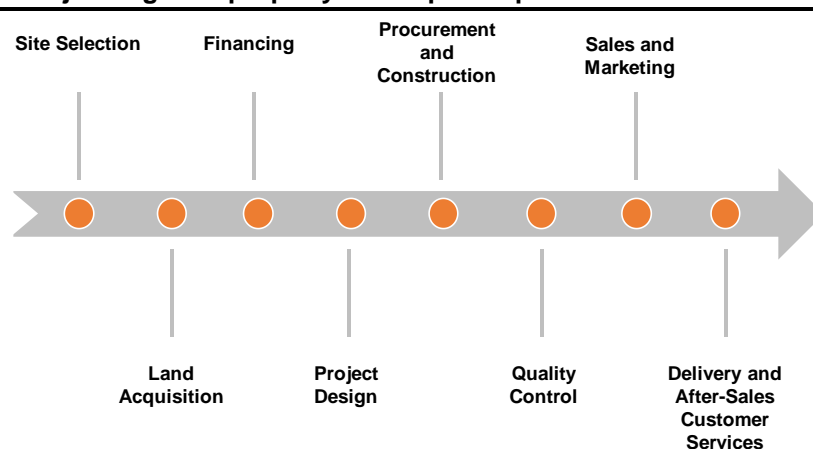 Site Selection
Financing
Procurement
and
Construction
Sales and
Marketing
Land
Acquisition
Project
Design
Quality
Control
Delivery and
After-Sales
Customer
Services